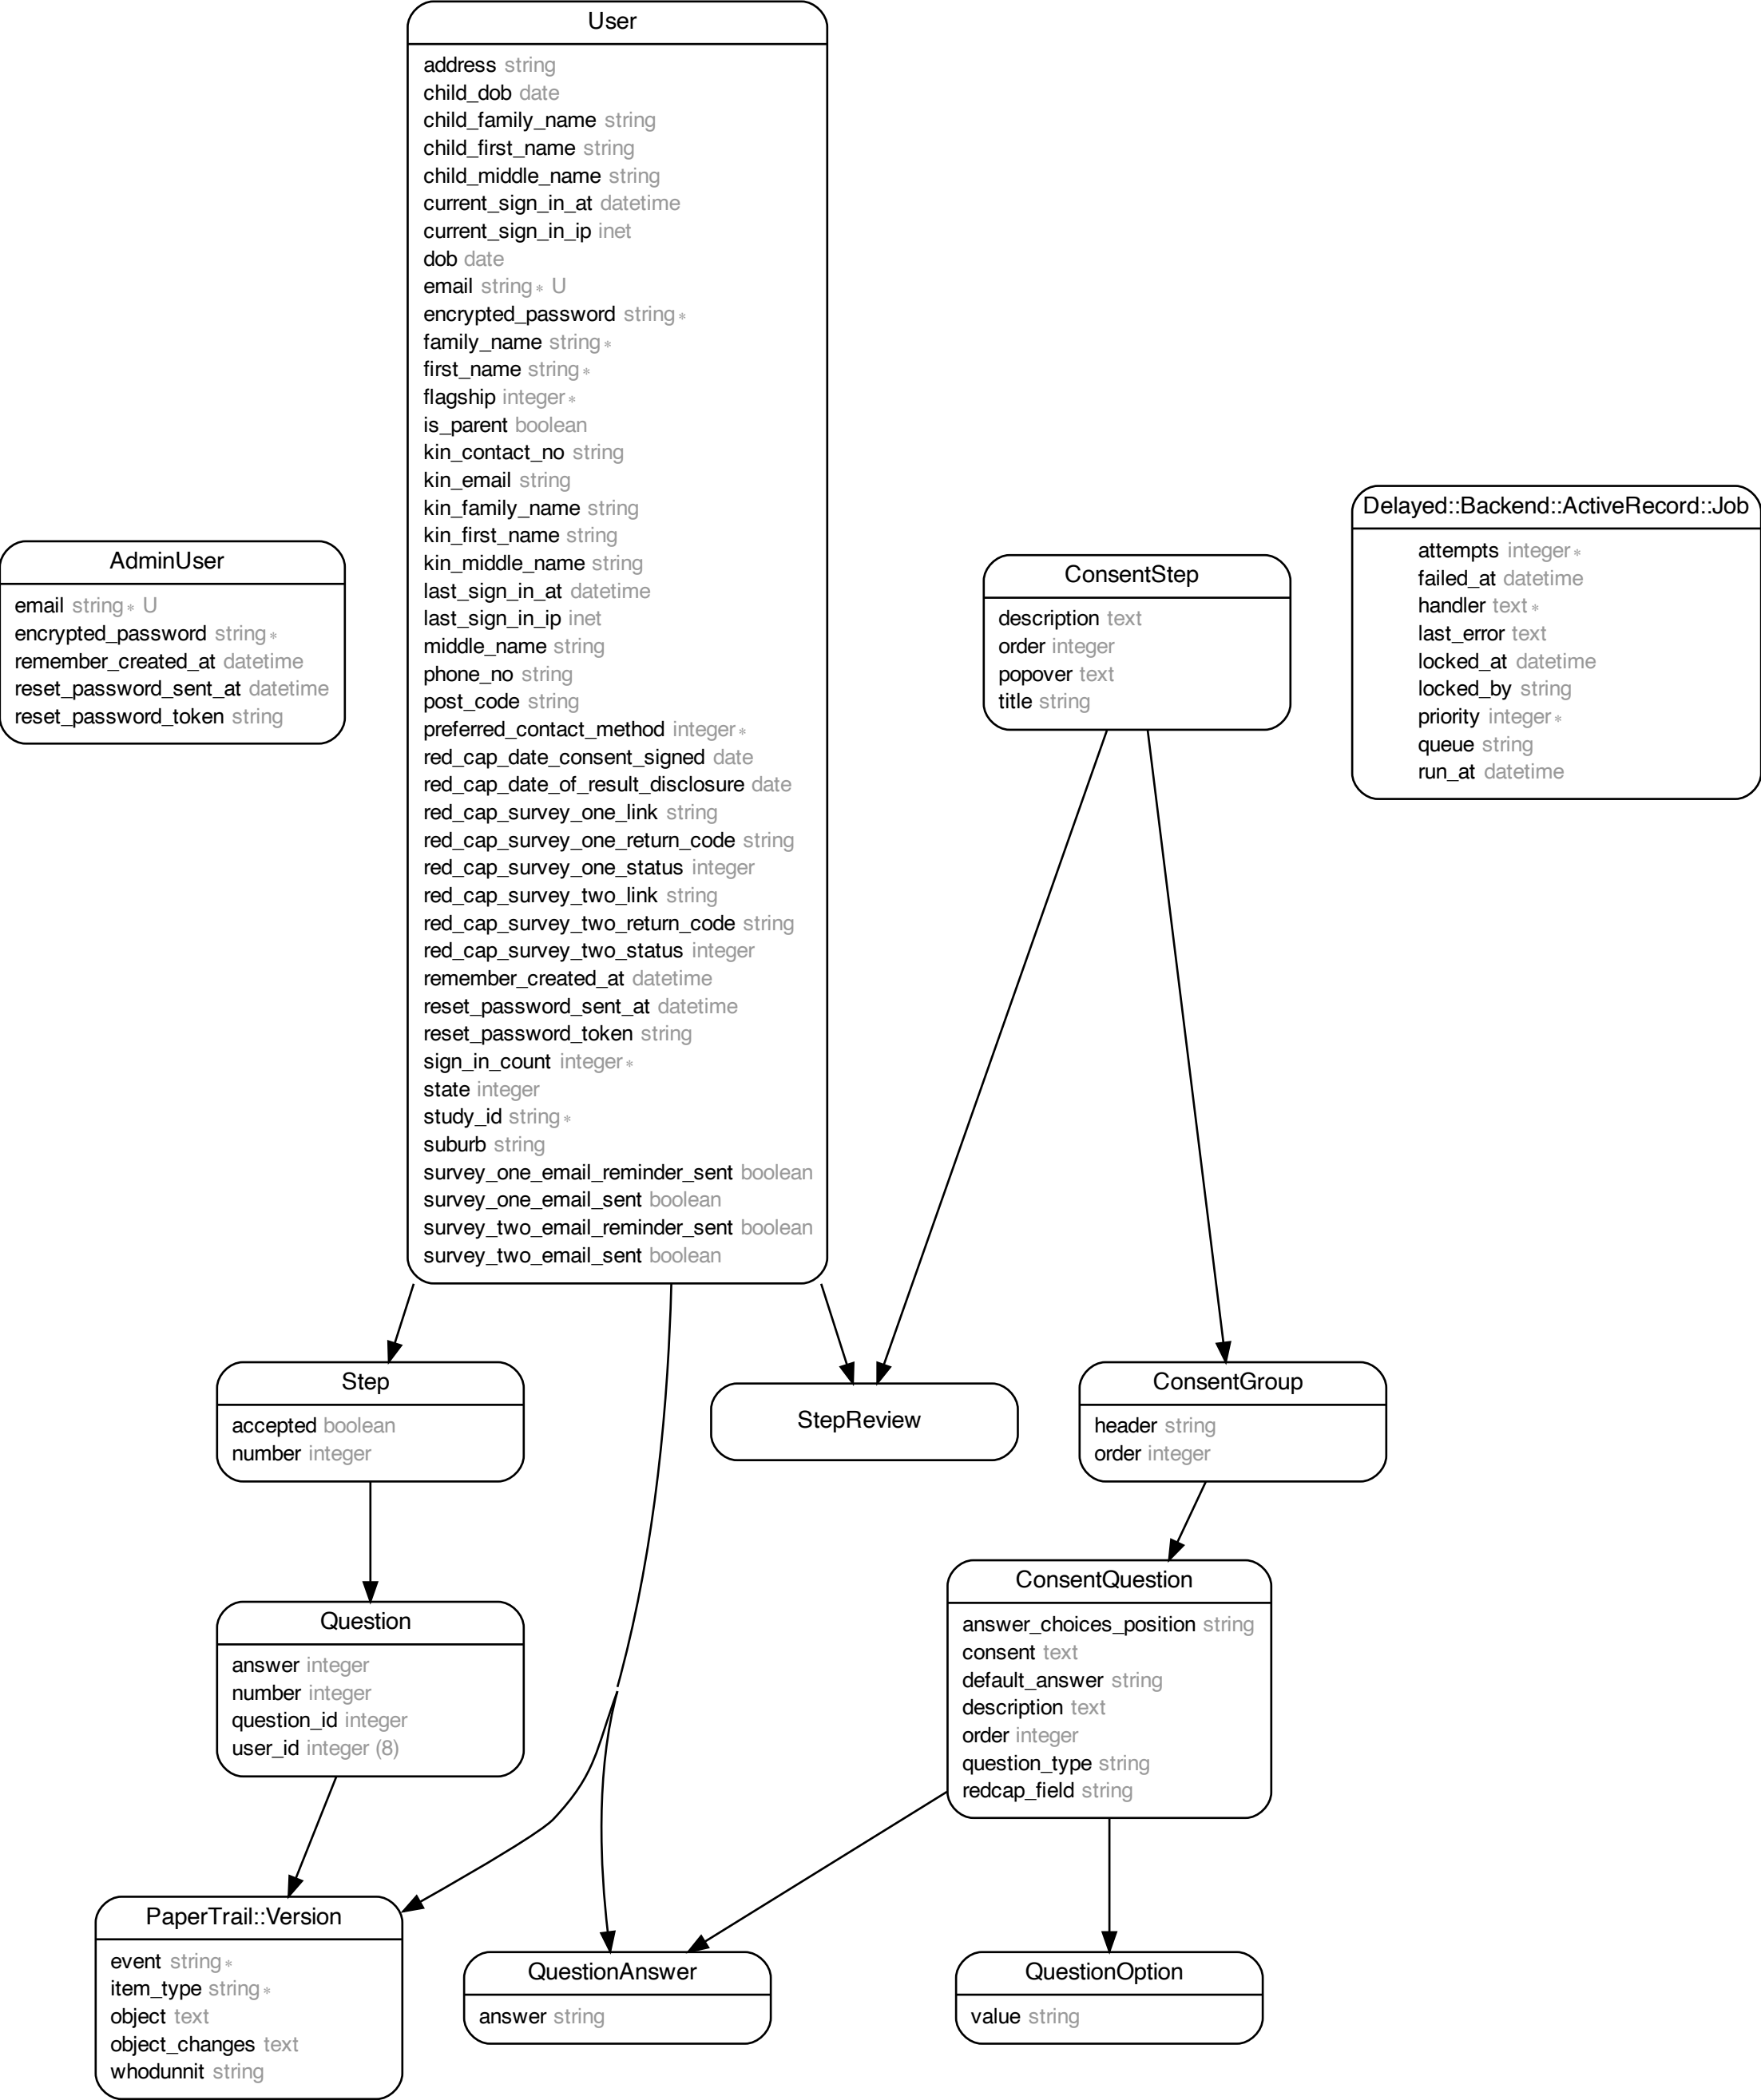 User
address string
child_dob date
child_family_name string
child_first_name string
child_middle_name string
current_sign_in_at datetime
current_sign_in_ip inet
dob date
email string∗ U
encrypted_password string∗
family_name string∗
first_name string∗
flagship integer∗
is_parent boolean
kin_contact_no string
kin_email string
kin_family_name string
kin_first_name string
kin_middle_name string
last_sign_in_at datetime
last_sign_in_ip inet
middle_name string
phone_no string
post_code string
preferred_contact_method integer∗
red_cap_date_consent_signed date
red_cap_date_of_result_disclosure date
red_cap_survey_one_link string
red_cap_survey_one_return_code string
red_cap_survey_one_status integer
red_cap_survey_two_link string
red_cap_survey_two_return_code string
red_cap_survey_two_status integer
remember_created_at datetime
reset_password_sent_at datetime
reset_password_token string
sign_in_count integer∗
state integer
study_id string∗
suburb string
survey_one_email_reminder_sent boolean
survey_one_email_sent boolean
survey_two_email_reminder_sent boolean
survey_two_email_sent boolean
AdminUser
email string∗ U
encrypted_password string∗
remember_created_at datetime
reset_password_sent_at datetime
reset_password_token string
ConsentStep
description text
order integer
popover text
title string
Delayed::Backend::ActiveRecord::Job
attempts integer∗
failed_at datetime
handler text∗
last_error text
locked_at datetime
locked_by string
priority integer∗
queue string
run_at datetime
Step
accepted boolean
number integer
StepReview
ConsentGroup
header string
order integer
Question
answer integer
number integer
question_id integer
user_id integer (8)
ConsentQuestion
answer_choices_position string
consent text
default_answer string
description text
order integer
question_type string
redcap_field string
PaperTrail::Version
event string∗
item_type string∗
object text
object_changes text
whodunnit string
QuestionAnswer
answer string
QuestionOption
value string